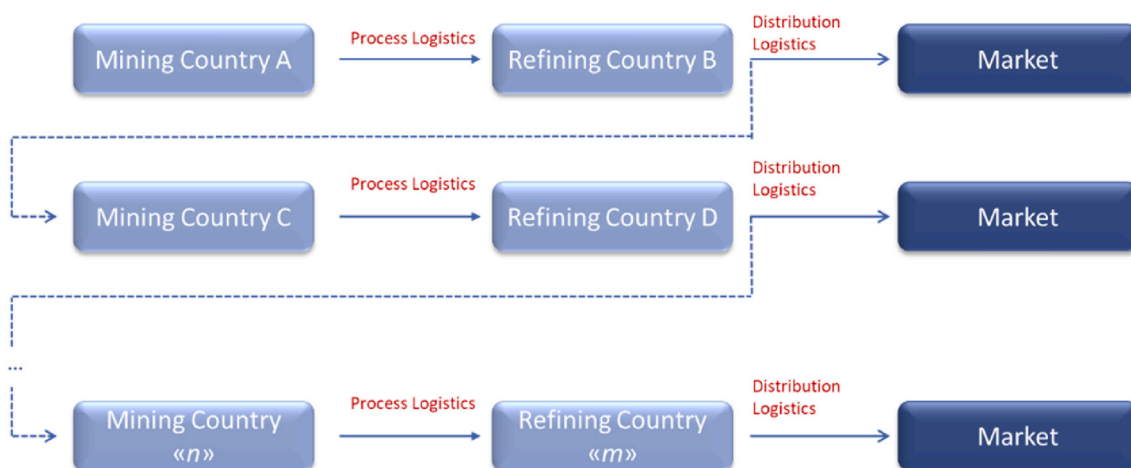 Mining Country A
Process Logistics
Refining Country B
Distribution
Logistics
Market
Mining Country C
Process Logistics
Refining Country D
Distribution
Logistics
Market
...
Mining Country
«n»
Process Logistics
Refining Country
«m»
Distribution
Logistics
Market